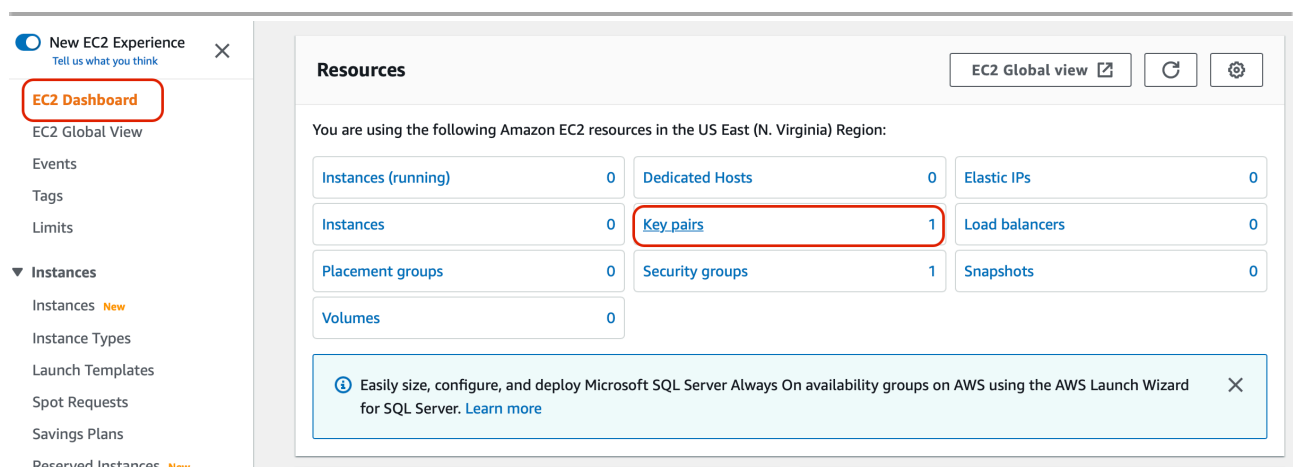 New EC2 Experience
Tell us what you think
EC2 Dashboard
EC2 Global View
Events
Tags
Limits
Instances
Instances New
Instance Types
Launch Templates
Spot Requests
Savings Plans
Reserved Instances New
Resources
EC2 Global view
You are using the following Amazon EC2 resources in the US East (N. Virginia) Region:
Instances (running) 0
Dedicated Hosts 0
Elastic IPs 0
Instances 0
Key pairs 1
Load balancers 0
Placement groups 0
Security groups 1
Snapshots 0
Volumes 0
Easily size, configure, and deploy Microsoft SQL Server Always On availability groups on AWS using the AWS Launch Wizard
for SQL Server. Learn more